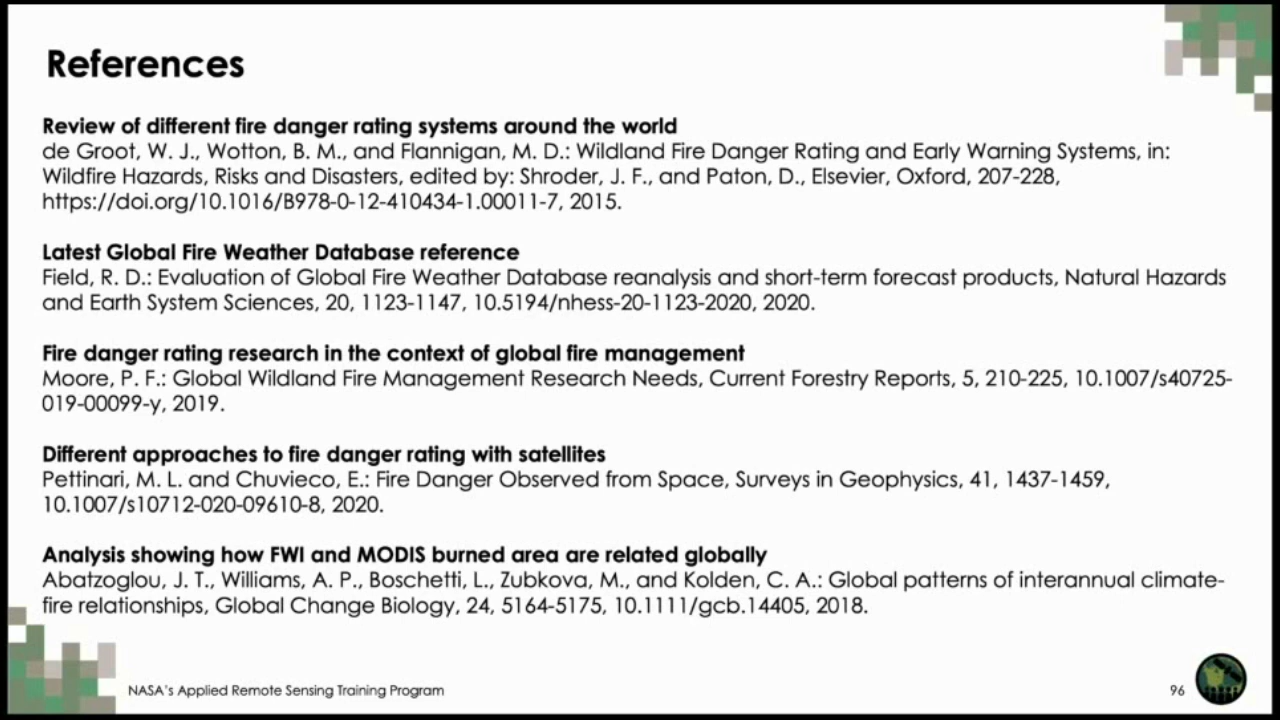 References
Review of different fire danger rating systems around the world
de Groot, W. J., Wotton, B. M., and Flannigan, M. D.: Wildland Fire Danger Rating and Early Warning Systems, in:
Wildfire Hazards, Risks and Disasters, edited by: Shroder, J. F., and Paton, D., Elsevier, Oxford, 207-228,
https://doi.org/10.1016/B978-0-12-410434-1.00011-7, 2015.
Latest Global Fire Weather Database reference
Field, R. D.: Evaluation of Global Fire Weather Database reanalysis and short-term forecast products, Natural Hazards
and Earth System Sciences, 20, 1123-1147, 10.5194/nhess-20-1123-2020, 2020.
Fire danger rating research in the context of global fire management
Moore, P. F.: Global Wildland Fire Management Research Needs, Current Forestry Reports, 5, 210-225, 10.1007/s40725-
019-00099-y, 2019.
Different approaches to fire danger rating with satellites
Pettinari, M. L. and Chuvieco, E.: Fire Danger Observed from Space, Surveys in Geophysics, 41, 1437-1459,
10.1007/s10712-020-09610-8, 2020.
Analysis showing how FWI and MODIS burned area are related globally
Abatzoglou, J. T., Williams, A. P., Boschetti, L., Zubkova, M., and Kolden, C. A.: Global patterns of interannual climate-
fire relationships, Global Change Biology, 24, 5164-5175, 10.1111/gcb.14405, 2018.
NASA's Applied Remote Sensing Training Program
96